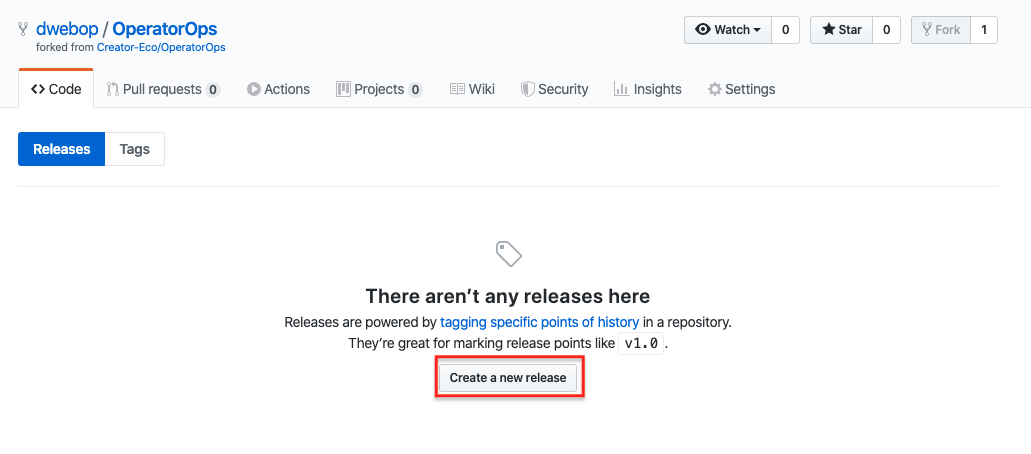 dwebop / OperatorOps
forked from Creator-Eco/OperatorOps
Watch 0 Star 0 Fork 1
Code Pull requests 0 Actions Projects 0 Wiki Security Insights Settings
Releases Tags
There aren’t any releases here
Releases are powered by tagging specific points of history in a repository.
They’re great for marking release points like v1.0.
Create a new release